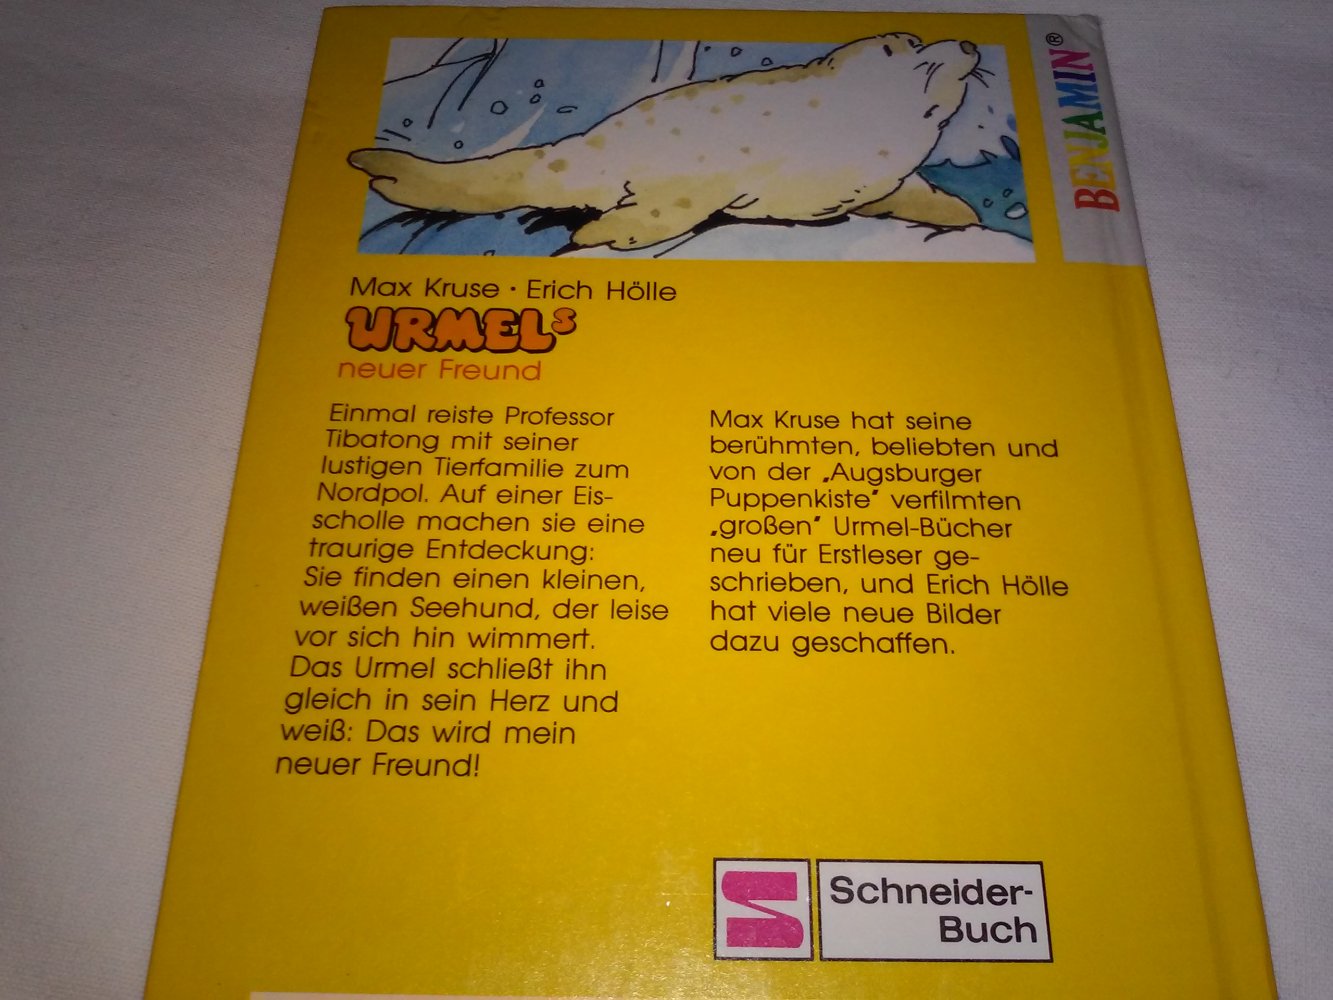 BENJAMIN®
Max Kruse · Erich Hölle
URMELs
neuer Freund
Einmal reiste Professor
Tibatong mit seiner
lustigen Tierfamilie zum
Nordpol. Auf einer Eis-
scholle machen sie eine
traurige Entdeckung:
Sie finden einen kleinen,
weißen Seehund, der leise
vor sich hin wimmert.
Das Urmel schließt ihn
gleich in sein Herz und
weiß: Das wird mein
neuer Freund!
Max Kruse hat seine
berühmten, beliebten und
von der „Augsburger
Puppenkiste“ verfilmten
„großen“ Urmel-Bücher
neu für Erstleser ge-
schrieben, und Erich Hölle
hat viele neue Bilder
dazu geschaffen.
S
Schneider-
Buch